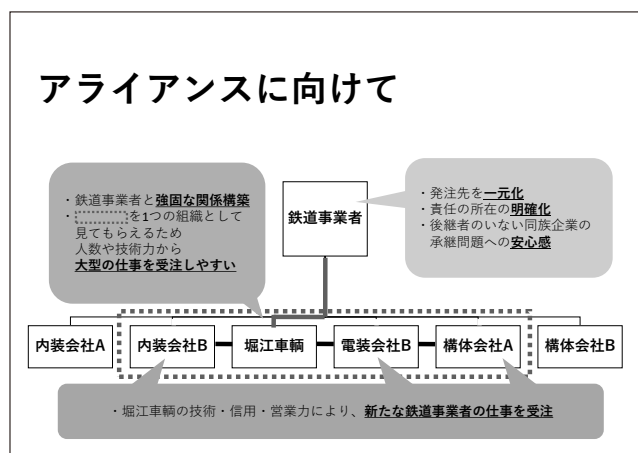 アライアンスに向けて
・鉄道事業者と強固な関係構築
・を1つの組織として
見てもらえるため
人数や技術力から
大型の仕事を受注しやすい
鉄道事業者
・発注先を一元化
・責任の所在の明確化
・後継者のいない同族企業の
承継問題への安心感
内装会社A
内装会社B
堀江車輌
電装会社B
構体会社A
構体会社B
・堀江車輌の技術・信用・営業力により、新たな鉄道事業者の仕事を受注